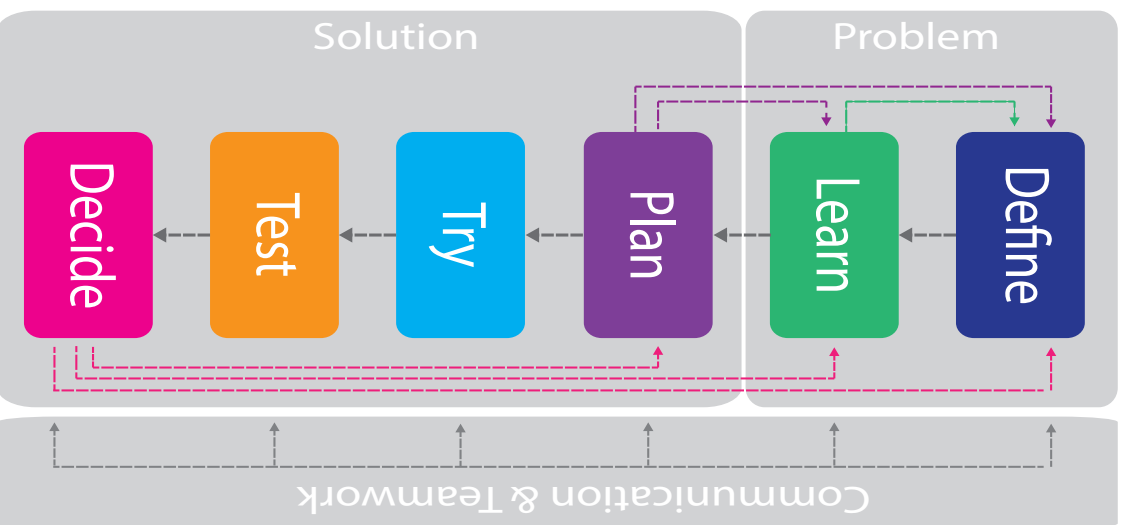 Solution
Problem
Decide
Test
Try
Plan
Learn
Define
Communication & Teamwork